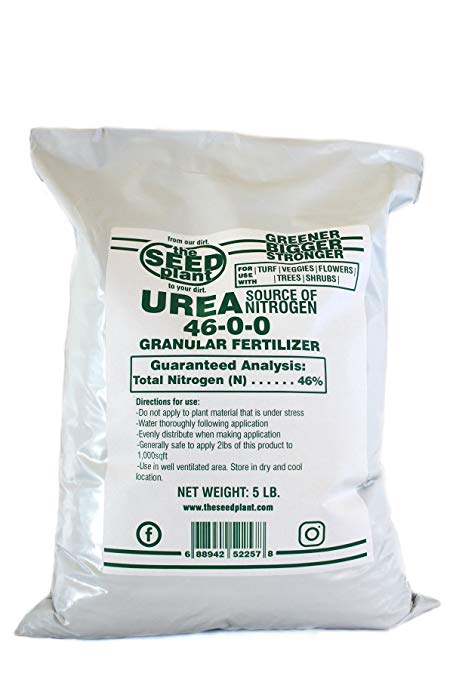 from our dirt.
the
SEED
plant
to your dirt.
GREENER
BIGGER
STRONGER
FOR USE WITH
TURF | VEGGIES | FLOWERS |
TREES | SHRUBS |
UREA SOURCE OF NITROGEN
46-0-0
GRANULAR FERTILIZER
Guaranteed Analysis:
Total Nitrogen (N) . . . . . . 46%
Directions for use:
-Do not apply to plant material that is under stress
-Water thoroughly following application
-Evenly distribute when making application
-Generally safe to apply 2lbs of this product to
1,000sqft
-Use in well ventilated area. Store in dry and cool
location.
NET WEIGHT: 5 LB.
www.theseedplant.com
f
6 88942 52257 8